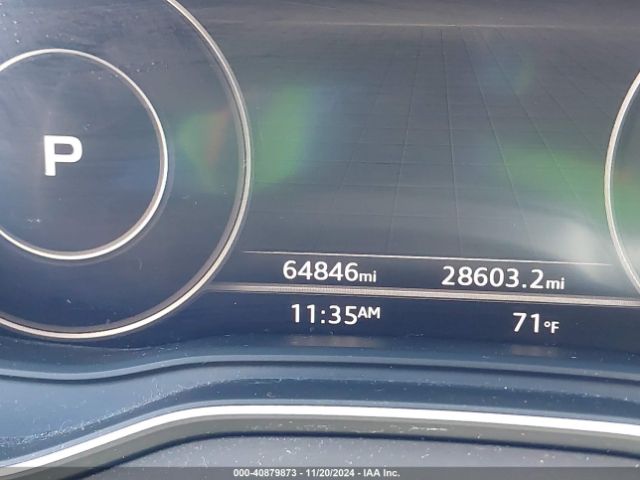 P
64846mi 28603.2mi
11:35AM 71°F
000-40879873 - 11/20/2024 - IAA Inc.